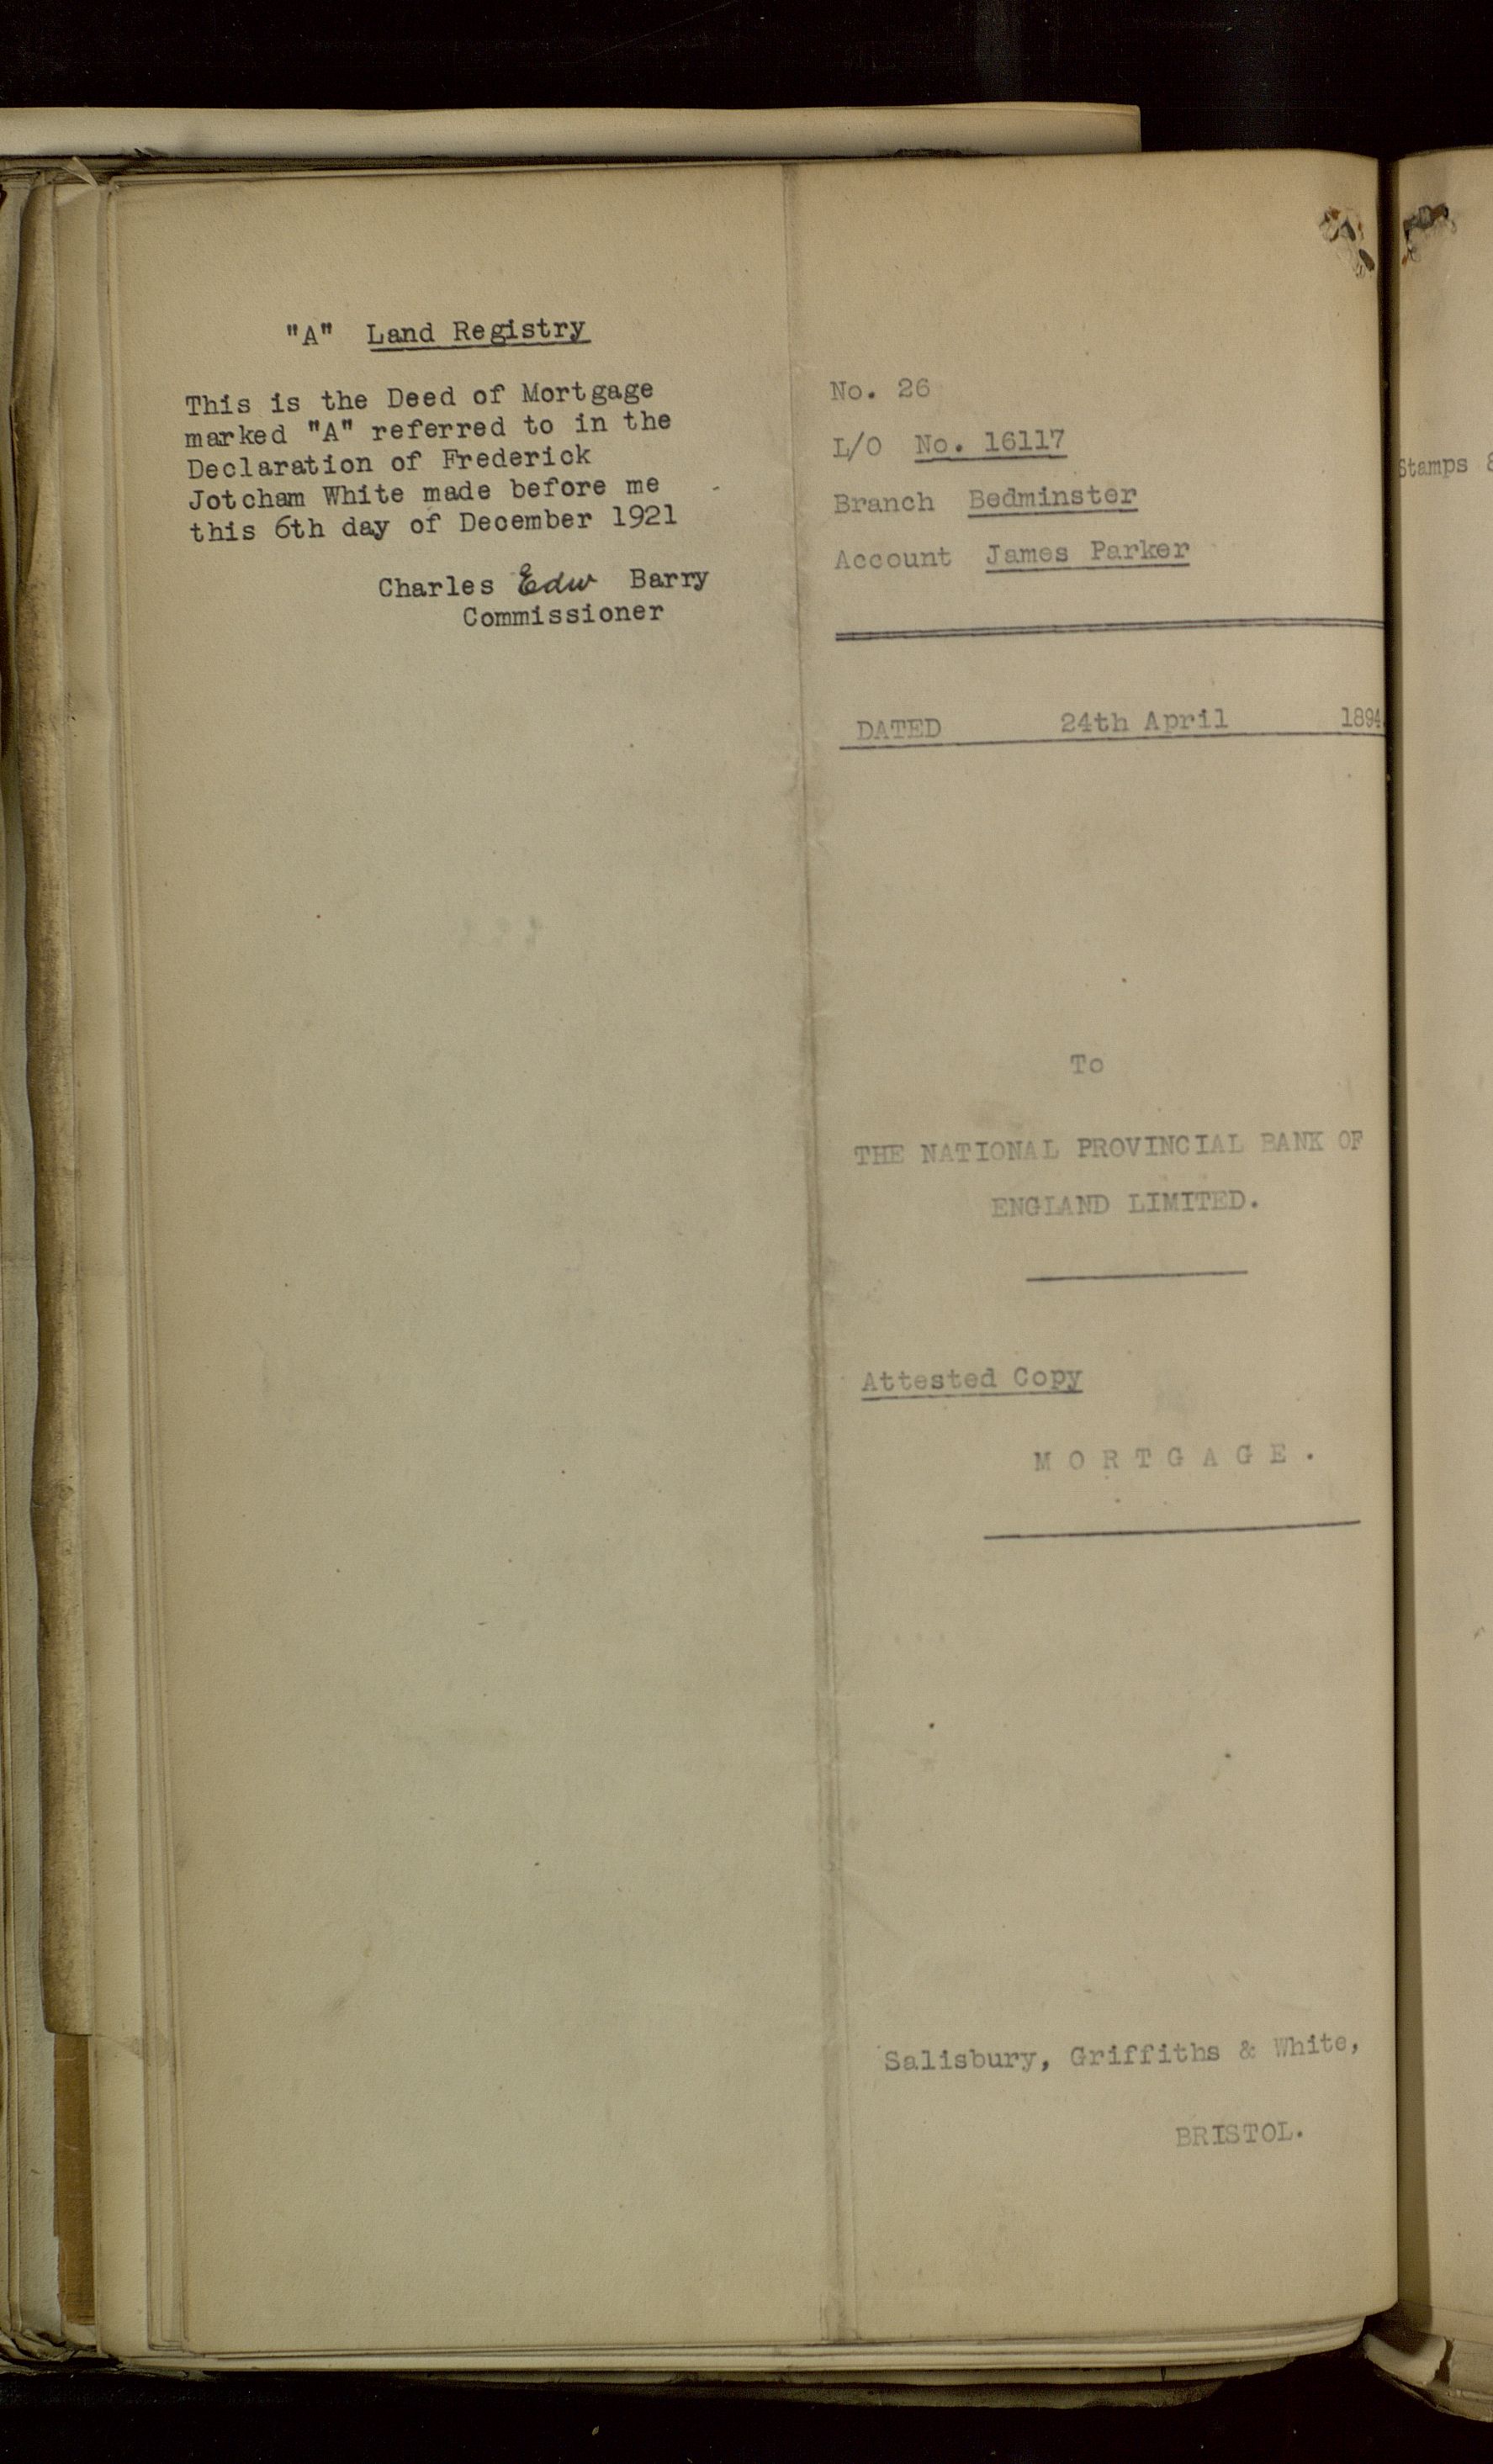 "A" Land Registry
This is the Deed of Mortgage
marked "A" referred to in the
Declaration of Frederick
Jotcham White made before me
this 6th day of December 1921
Charles Edw Barry
Commissioner
No. 26
L/O No. 16117
Branch Bedminster
Account James Parker
DATED 24th April 1894
To
THE NATIONAL PROVINCIAL BANK OF
ENGLAND LIMITED.
Attested Copy
MORTGAGE.
Salisbury, Griffiths & White,
BRISTOL.
Stamps &